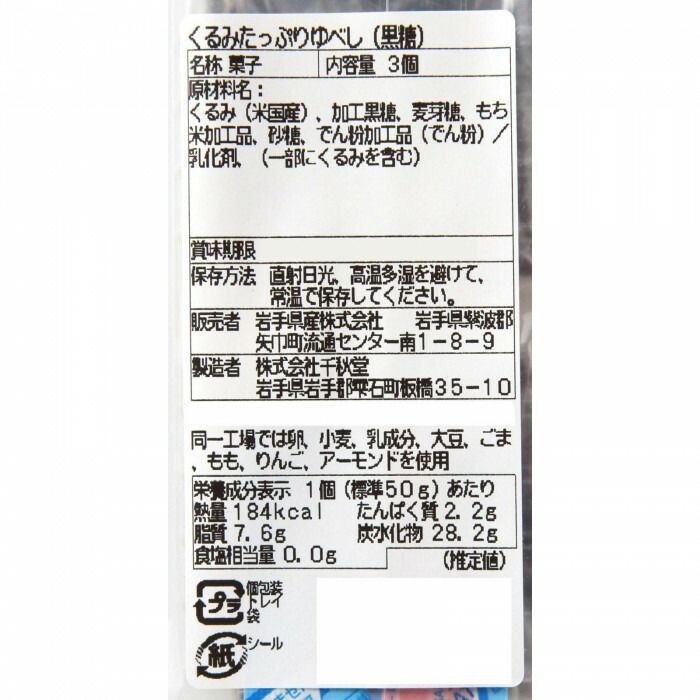 くるみたっぷりゆべし（黒糖）
名称 菓子 内容量 3個
原材料名：
くるみ（米国産）、加工黒糖、麦芽糖、もち
米加工品、砂糖、でん粉加工品（でん粉）／
乳化剤、（一部にくるみを含む）
賞味期限
保存方法 直射日光、高温多湿を避けて、
常温で保存してください。
販売者 岩手県産株式会社 岩手県紫波郡
矢巾町流通センター南1-8-9
製造者 株式会社千秋堂
岩手県岩手郡雫石町板橋35-10
同一工場では卵、小麦、乳成分、大豆、ごま
、もも、りんご、アーモンドを使用
栄養成分表示 1個（標準50g）あたり
熱量 184kcal たんぱく質 2.2g
脂質 7.6g 炭水化物 28.2g
食塩相当量 0.0g （推定値）
プラ 個包装
トレイ
袋
紙 シール